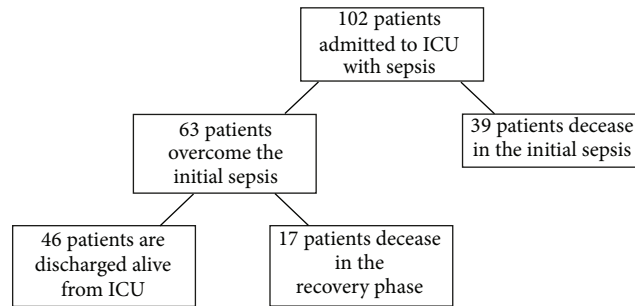 102 patients
admitted to ICU
with sepsis
63 patients
overcome the
initial sepsis
39 patients decease
in the initial sepsis
46 patients are
discharged alive
from ICU
17 patients decease
in the
recovery phase